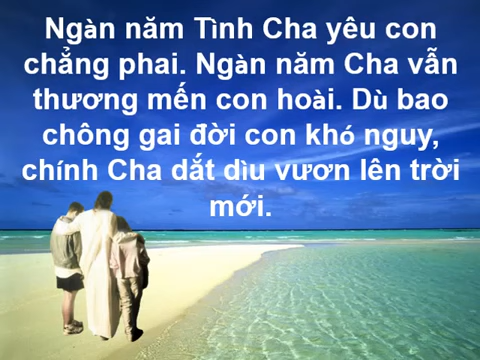 Ngàn năm Tình Cha yêu con
chẳng phai. Ngàn năm Cha vẫn
thương mến con hoài. Dù bao
chông gai đời con khó nguy,
chính Cha dắt dìu vươn lên trời
mới.